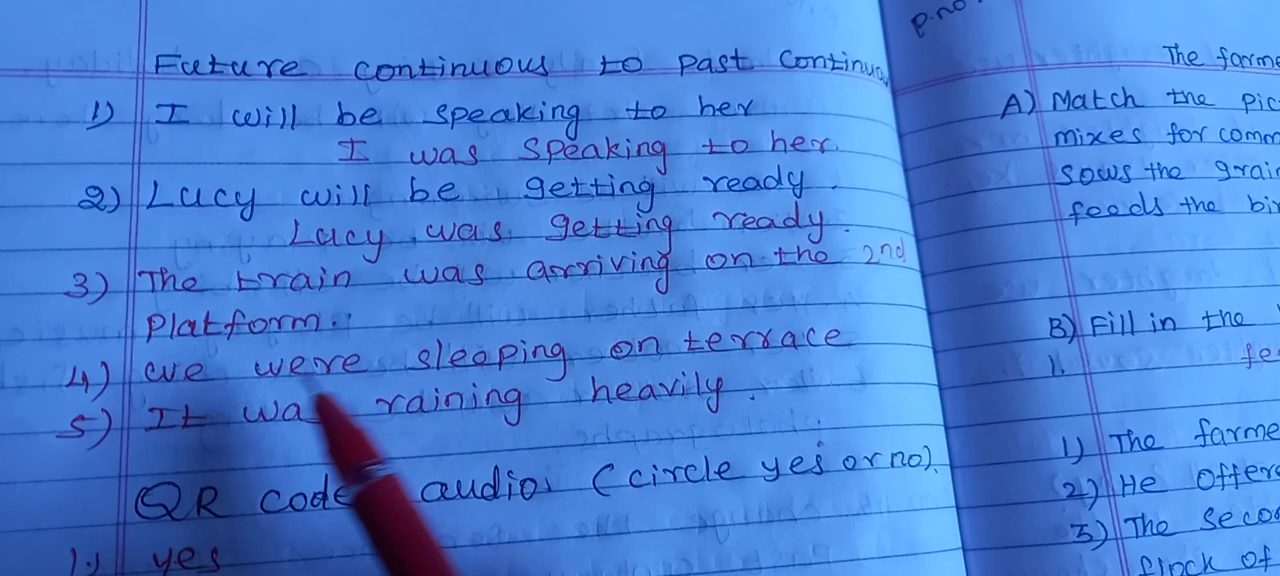 Future continuous to past continuou
1) I will be speaking to her
I was speaking to her.
2) Lucy will be getting ready.
Lucy was getting ready.
3) The train was arriving on the 2nd
platform.
4) we were sleeping on terrace
5) It wa raining heavily.
QR code audio. (circle yes or no).
1.) yes
P.no.
The farme
A) Match the pic
mixes for comm
sows the grai
feeds the bi
B) Fill in the
1. fe
1) The farme
2) He offer
3) The seco
flock of